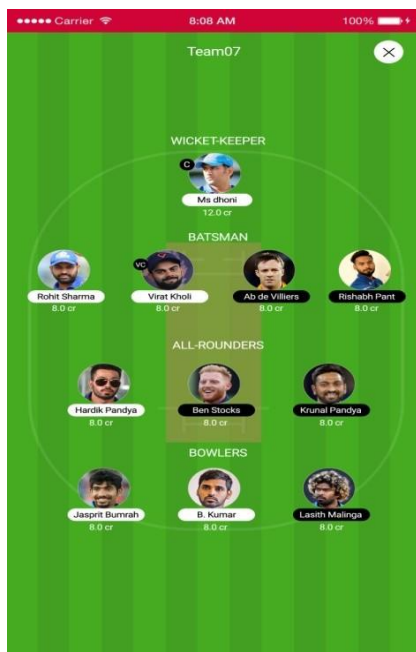 Carrier 8:08 AM 100%
Team07
WICKET-KEEPER
C
Ms dhoni
12.0 cr
BATSMAN
VC
Rohit Sharma Virat Kholi Ab de Villiers Rishabh Pant
8.0 cr 8.0 cr 8.0 cr 8.0 cr
ALL-ROUNDERS
Hardik Pandya Ben Stocks Krunal Pandya
8.0 cr 8.0 cr 8.0 cr
BOWLERS
Jasprit Bumrah B. Kumar Lasith Malinga
8.0 cr 8.0 cr 8.0 cr